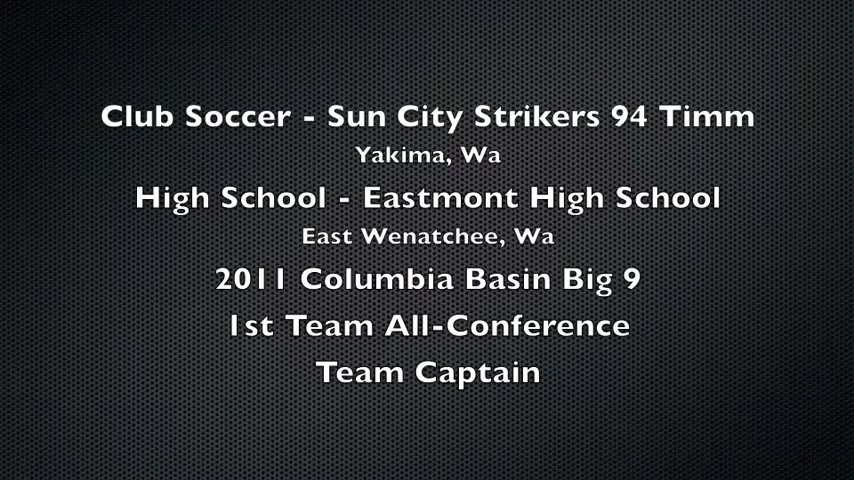 Club Soccer - Sun City Strikers 94 Timm
Yakima, Wa
High School - Eastmont High School
East Wenatchee, Wa
2011 Columbia Basin Big 9
1st Team All-Conference
Team Captain